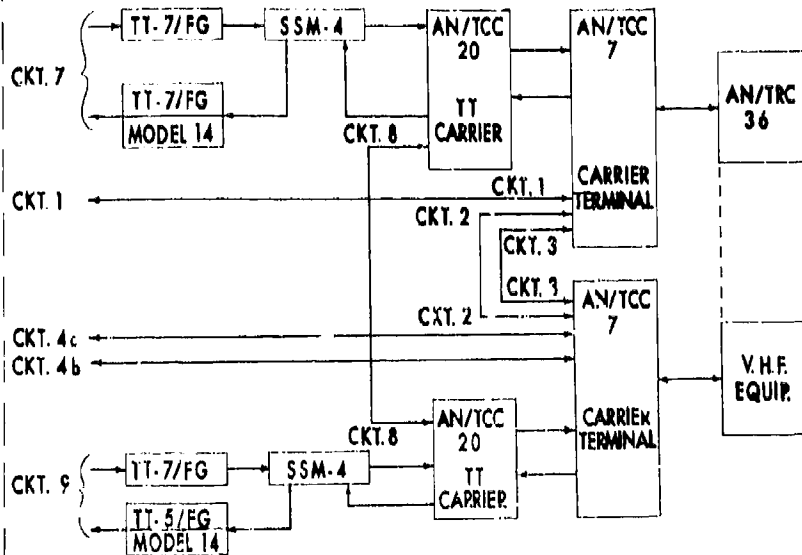 TT-7/FG
SSM-4
AN/TCC
20
TT
CARRIER
AN/TCC
7
CARRIER
TERMINAL
AN/TRC
36
CKT. 7
TT-7/FG
MODEL 14
CKT. 8
CKT. 1
CKT. 1
CKT. 2
CKT. 3
CKT. 3
CKT. 2
AN/TCC
7
CARRIER
TERMINAL
V.H.F.
EQUIP.
CKT. 4c
CKT. 4b
CKT. 8
AN/TCC
20
TT
CARRIER
CKT. 9
TT-7/FG
SSM-4
TT-5/FG
MODEL 14